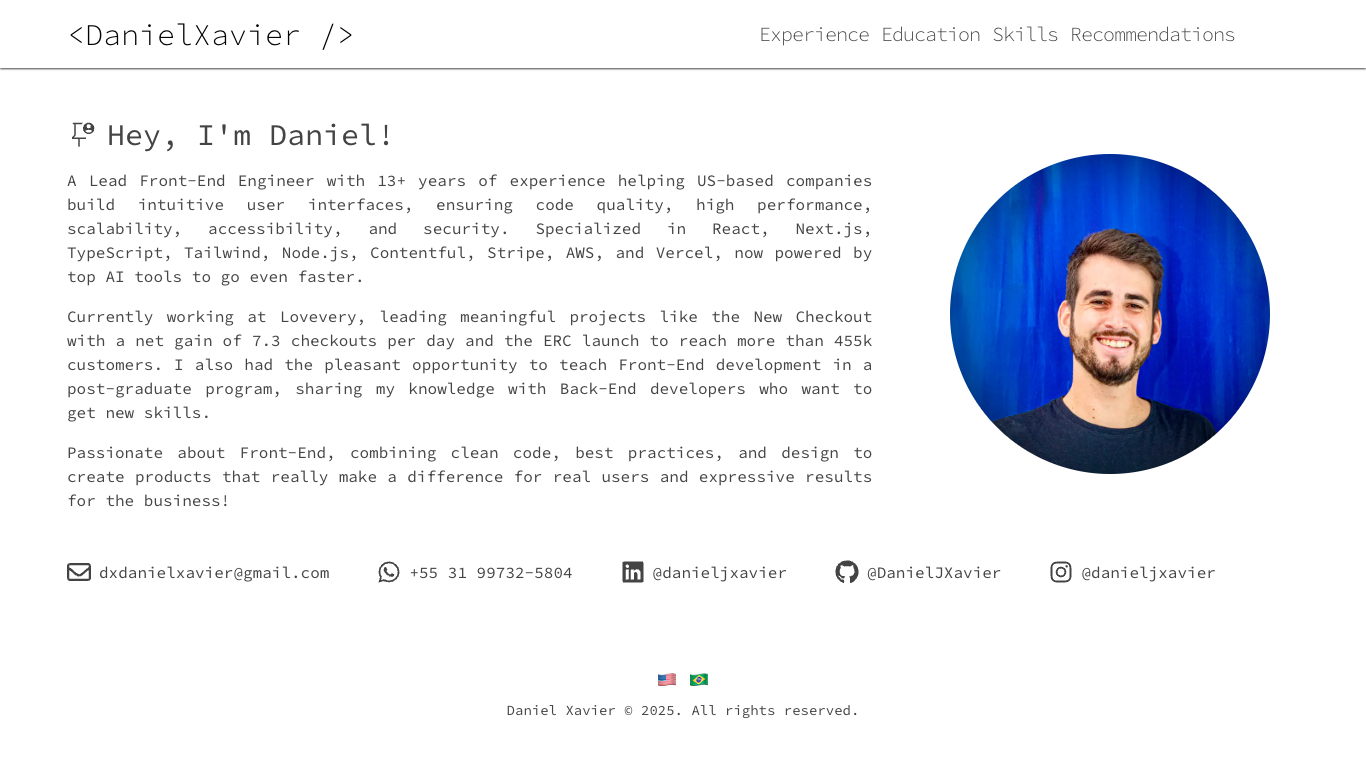 <DanielXavier />
Experience Education Skills Recommendations
Hey, I'm Daniel!
A Lead Front-End Engineer with 13+ years of experience helping US-based companies
build intuitive user interfaces, ensuring code quality, high performance,
scalability, accessibility, and security. Specialized in React, Next.js,
TypeScript, Tailwind, Node.js, Contentful, Stripe, AWS, and Vercel, now powered by
top AI tools to go even faster.
Currently working at Lovevery, leading meaningful projects like the New Checkout
with a net gain of 7.3 checkouts per day and the ERC launch to reach more than 455k
customers. I also had the pleasant opportunity to teach Front-End development in a
post-graduate program, sharing my knowledge with Back-End developers who want to
get new skills.
Passionate about Front-End, combining clean code, best practices, and design to
create products that really make a difference for real users and expressive results
for the business!
dxdanielxavier@gmail.com +55 31 99732-5804 @danieljxavier @DanielJXavier @danieljxavier
Daniel Xavier © 2025. All rights reserved.